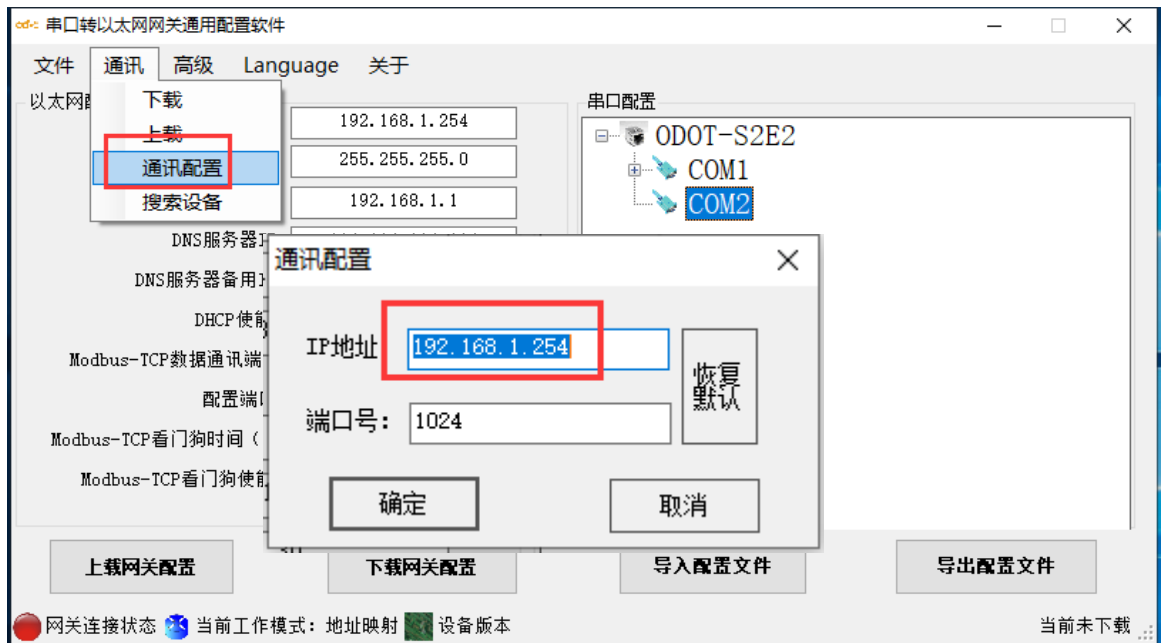 串口转以太网网关通用配置软件
文件 通讯 高级 Language 关于
以太网
下载
上载
通讯配置
搜索设备
192.168.1.254
255.255.255.0
192.168.1.1
DNS服务器
DNS服务器备用
DHCP使能
Modbus-TCP数据通讯端
配置端
Modbus-TCP看门狗时间（
Modbus-TCP看门狗使能
串口配置
ODOT-S2E2
COM1
COM2
通讯配置
IP地址
192.168.1.254
端口号：
1024
恢复
默认
确定
取消
上载网关配置
下载网关配置
导入配置文件
导出配置文件
网关连接状态 当前工作模式：地址映射 设备版本
当前未下载